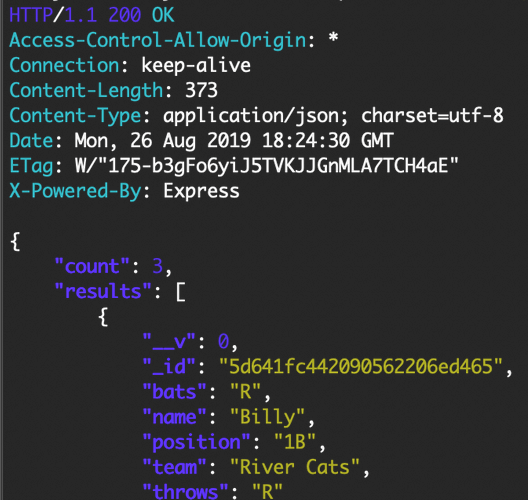 HTTP/1.1 200 OK
Access-Control-Allow-Origin: *
Connection: keep-alive
Content-Length: 373
Content-Type: application/json; charset=utf-8
Date: Mon, 26 Aug 2019 18:24:30 GMT
ETag: W/"175-b3gFo6yiJ5TVKJJGnMLA7TCH4aE"
X-Powered-By: Express
{
"count": 3,
"results": [
{
"__v": 0,
"_id": "5d641fc442090562206ed465",
"bats": "R",
"name": "Billy",
"position": "1B",
"team": "River Cats",
"throws": "R"